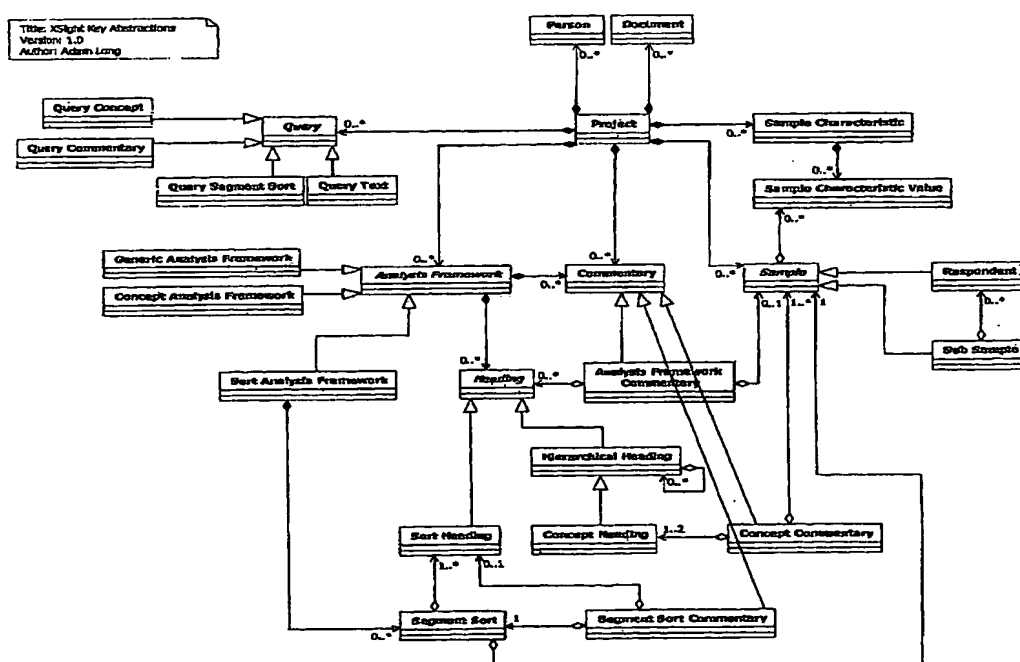 Title: XSight Key Abstractions
Version: 1.0
Author: Adam Long
Person
Document
0..*
0..*
Query Concept
Query
0..*
Project
Sample Characteristic
0..*
Query Commentary
Query Segment Sort
Query Text
0..*
Sample Characteristic Value
0..*
Generic Analysis Framework
0..*
0..*
0..*
Analysis Framework
Commentary
Sample
Respondent
0..*
Concept Analysis Framework
0..1
1..*
1
0..*
Sub Sample
0..*
Analysis Framework
Commentary
Sort Analysis Framework
Heading
0..*
Hierarchical Heading
0..*
Sort Heading
Concept Heading
1..2
Concept Commentary
1..*
0..1
Segment Sort
1
Segment Sort Commentary
0..*